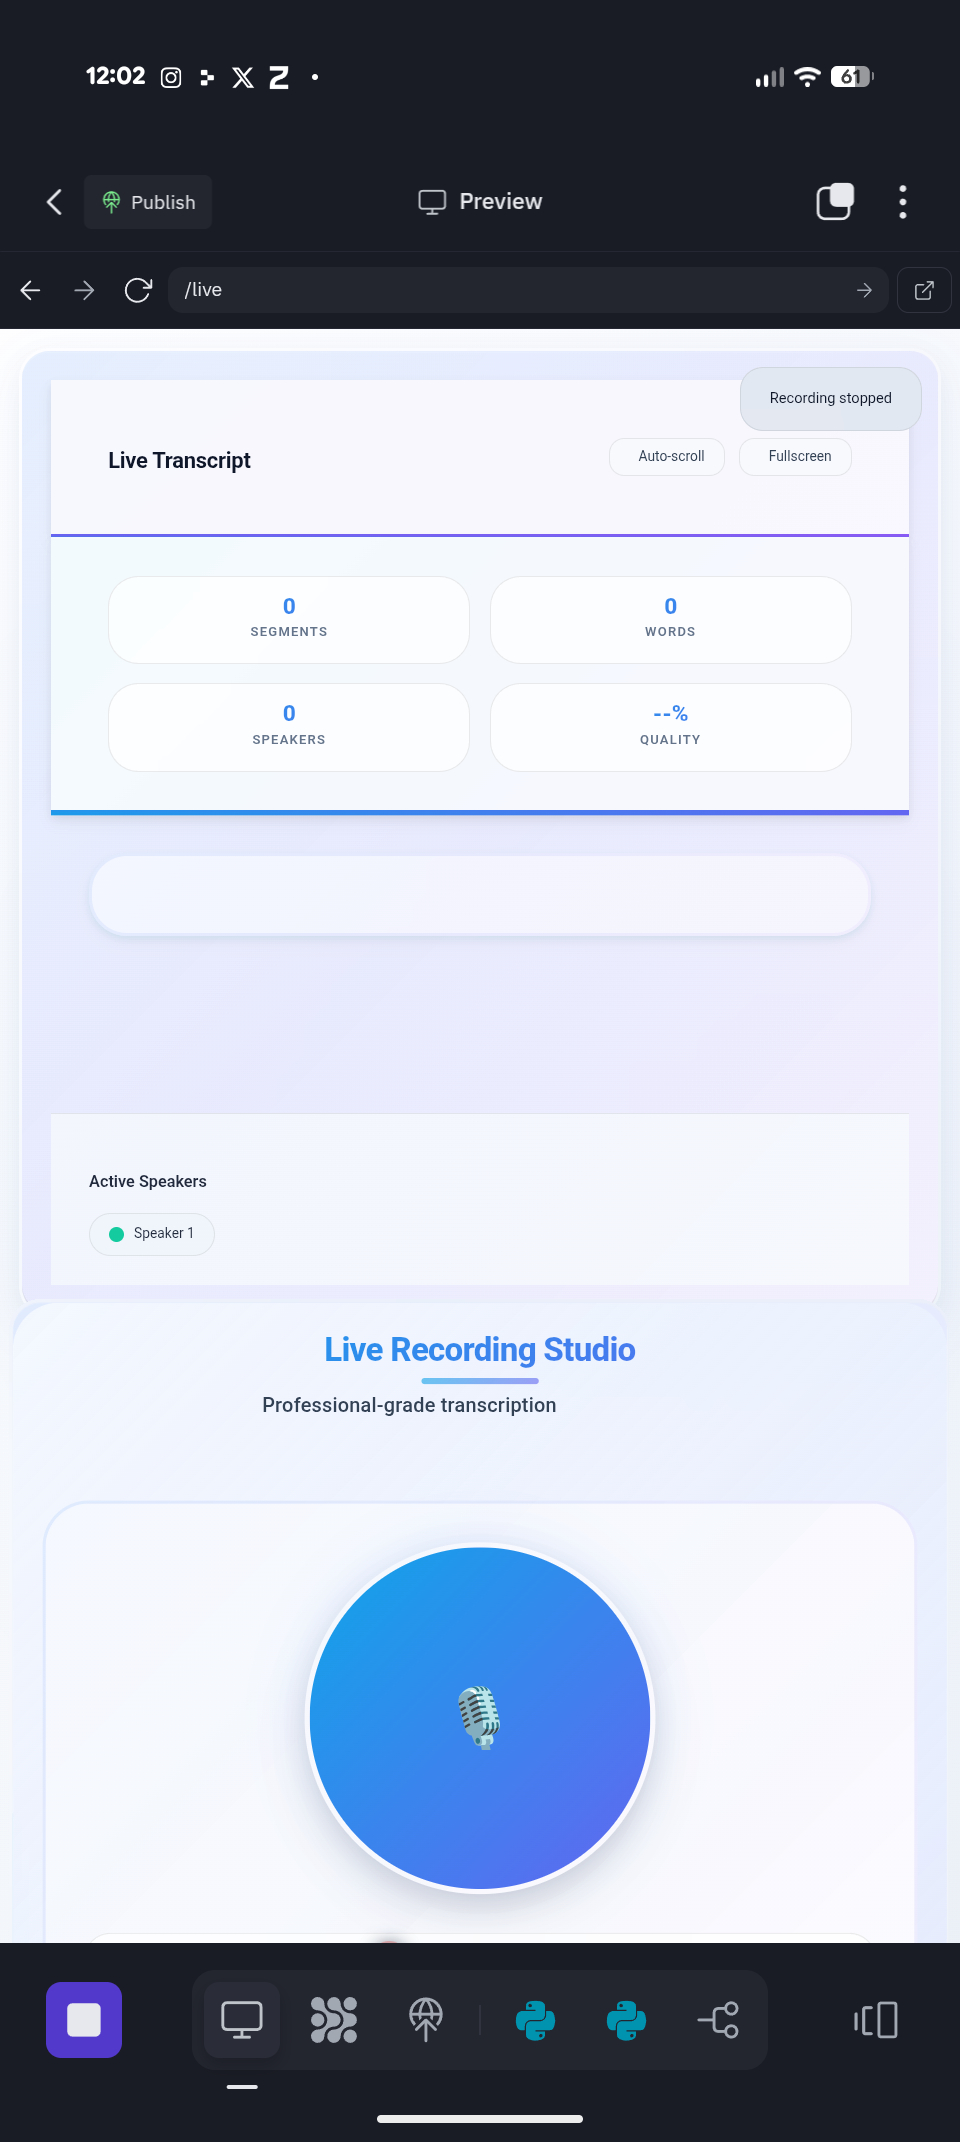 12:02
61
Publish
Preview
/live
Recording stopped
Live Transcript
Auto-scroll
Fullscreen
0
SEGMENTS
0
WORDS
0
SPEAKERS
--%
QUALITY
Active Speakers
Speaker 1
Live Recording Studio
Professional-grade transcription